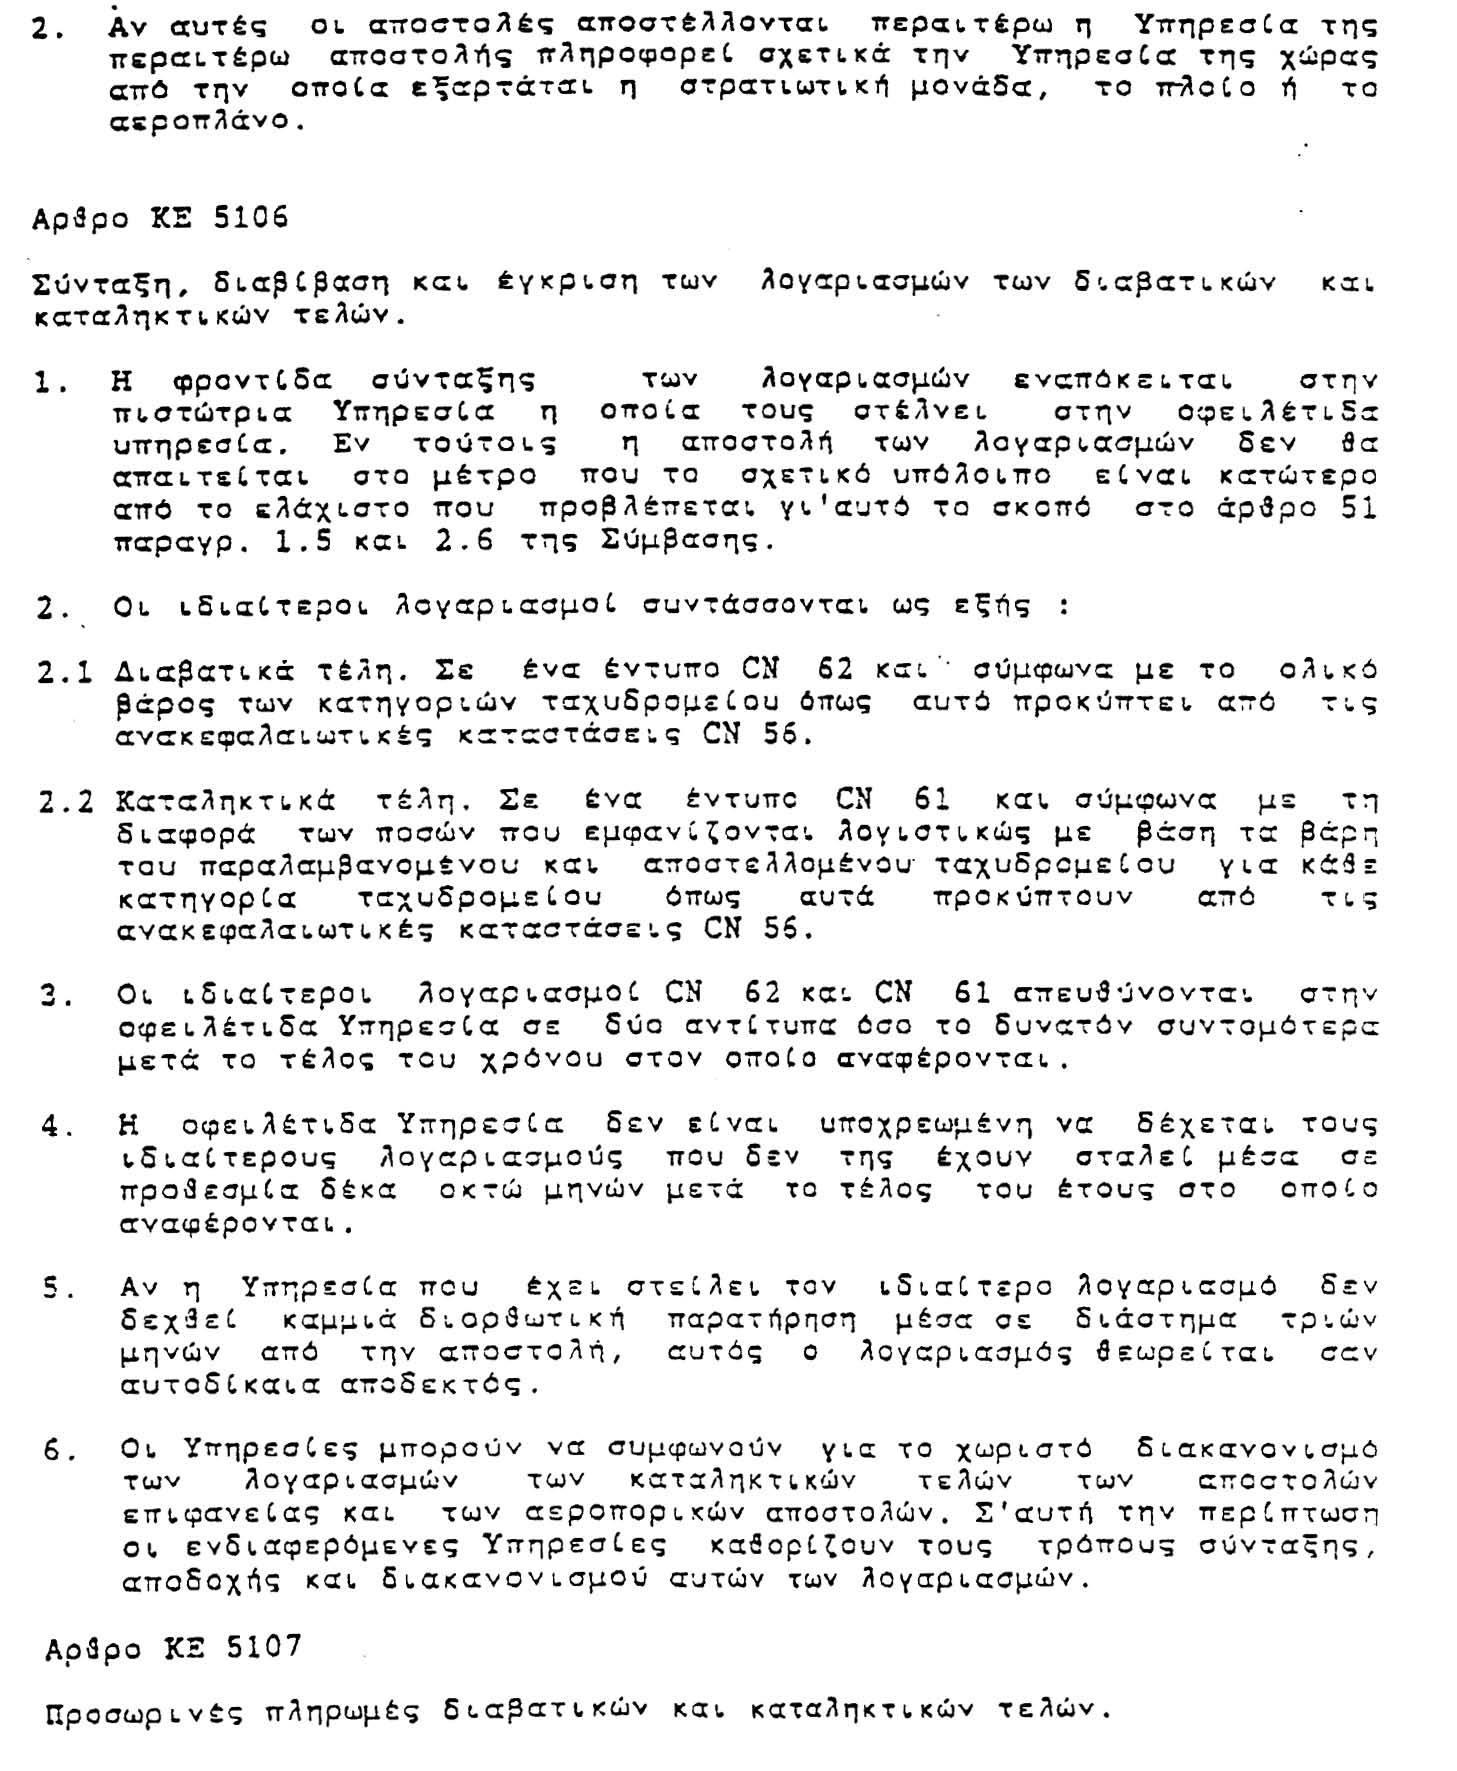 2. Αν αυτές οι αποστολές αποστέλλονται περαιτέρω η Υπηρεσία της
περαιτέρω αποστολής πληροφορεί σχετικά την Υπηρεσία της χώρας
από την οποία εξαρτάται η στρατιωτική μονάδα, το πλοίο ή το
αεροπλάνο.
Αρθρο ΚΕ 5106
Σύνταξη, διαβίβαση και έγκριση των λογαριασμών των διαβατικών και
καταληκτικών τελών.
1. Η φροντίδα σύνταξης των λογαριασμών εναπόκειται στην
πιστώτρια Υπηρεσία η οποία τους στέλνει στην οφειλέτιδα
υπηρεσία. Εν τούτοις η αποστολή των λογαριασμών δεν θα
απαιτείται στο μέτρο που το σχετικό υπόλοιπο είναι κατώτερο
από το ελάχιστο που προβλέπεται γι'αυτό το σκοπό στο άρθρο 51
παραγρ. 1.5 και 2.6 της Σύμβασης.
2. Οι ιδιαίτεροι λογαριασμοί συντάσσονται ως εξής :
2.1 Διαβατικά τέλη. Σε ένα έντυπο CN 62 και σύμφωνα με το ολικό
βάρος των κατηγοριών ταχυδρομείου όπως αυτό προκύπτει από τις
ανακεφαλαιωτικές καταστάσεις CN 56.
2.2 Καταληκτικά τέλη. Σε ένα έντυπο CN 61 και σύμφωνα με τη
διαφορά των ποσών που εμφανίζονται λογιστικώς με βάση τα βάρη
του παραλαμβανομένου και αποστελλομένου ταχυδρομείου για κάθε
κατηγορία ταχυδρομείου όπως αυτά προκύπτουν από τις
ανακεφαλαιωτικές καταστάσεις CN 56.
3. Οι ιδιαίτεροι λογαριασμοί CN 62 και CN 61 απευθύνονται στην
οφειλέτιδα Υπηρεσία σε δύο αντίτυπα όσο το δυνατόν συντομότερα
μετά το τέλος του χρόνου στον οποίο αναφέρονται.
4. Η οφειλέτιδα Υπηρεσία δεν είναι υποχρεωμένη να δέχεται τους
ιδιαίτερους λογαριασμούς που δεν της έχουν σταλεί μέσα σε
προθεσμία δέκα οκτώ μηνών μετά το τέλος του έτους στο οποίο
αναφέρονται.
5. Αν η Υπηρεσία που έχει στείλει τον ιδιαίτερο λογαριασμό δεν
δεχθεί καμμιά διορθωτική παρατήρηση μέσα σε διάστημα τριών
μηνών από την αποστολή, αυτός ο λογαριασμός θεωρείται σαν
αυτοδίκαια αποδεκτός.
6. Οι Υπηρεσίες μπορούν να συμφωνούν για το χωριστό διακανονισμό
των λογαριασμών των καταληκτικών τελών των αποστολών
επιφανείας και των αεροπορικών αποστολών. Σ'αυτή την περίπτωση
οι ενδιαφερόμενες Υπηρεσίες καθορίζουν τους τρόπους σύνταξης,
αποδοχής και διακανονισμού αυτών των λογαριασμών.
Αρθρο ΚΕ 5107
Προσωρινές πληρωμές διαβατικών και καταληκτικών τελών.